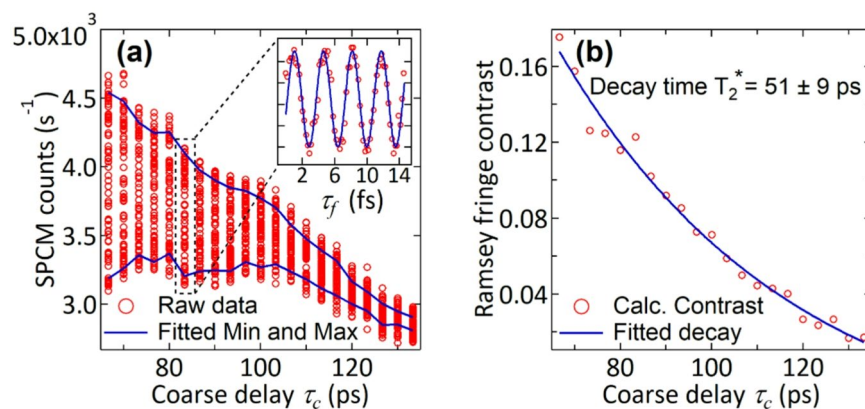 (a)
5.0x10³
4.5
4.0
3.5
3.0
SPCM counts (s⁻¹)
2 6 10 14
τf (fs)
Raw data
Fitted Min and Max
80 100 120
Coarse delay τc (ps)
(b)
0.16
0.12
0.08
0.04
Ramsey fringe contrast
Decay time T₂* = 51 ± 9 ps
Calc. Contrast
Fitted decay
80 100 120
Coarse delay τc (ps)